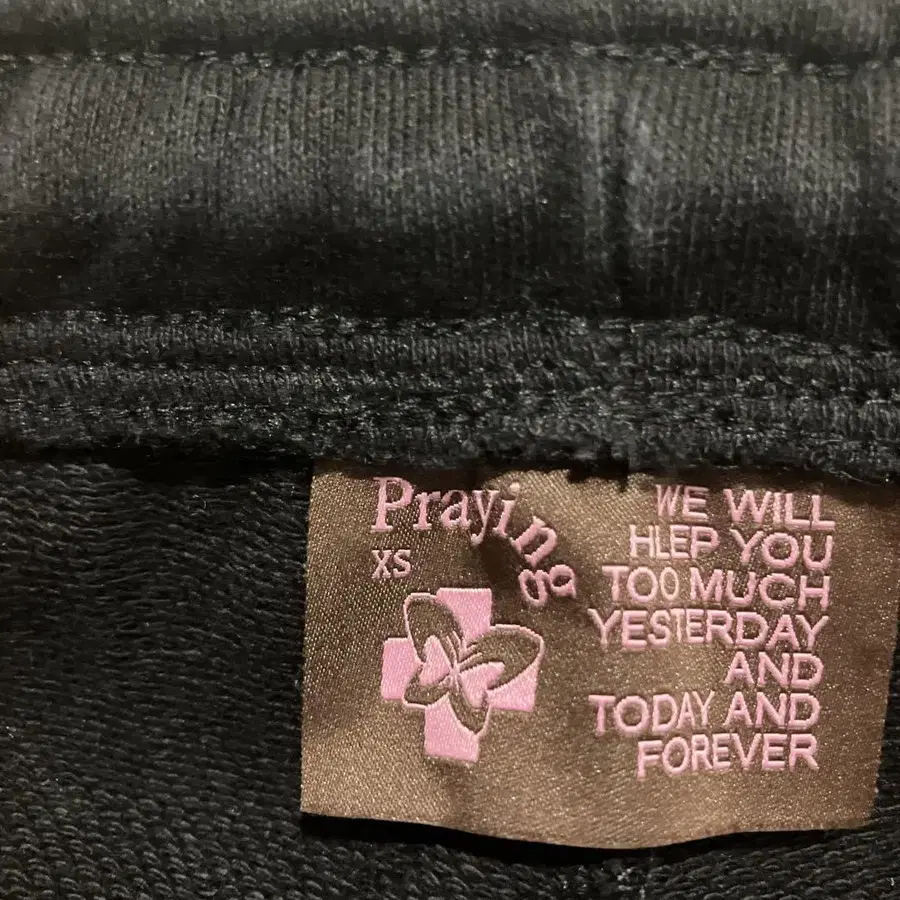 Praying
XS
WE WILL
HLEP YOU
TOO MUCH
YESTERDAY
AND
TODAY AND
FOREVER